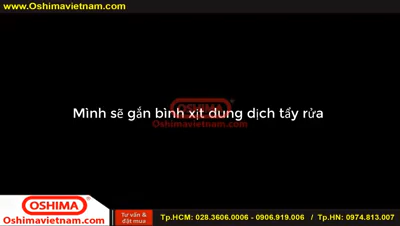 www.Oshimavietnam.com
Mình sẽ gắn bình xịt dung dịch tẩy rửa
OSHIMA
Oshimavietnam.com
OSHIMA
Oshimavietnam.com
Tư vấn & đặt mua
Tp.HCM: 028.3606.0006 - 0906.919.006 / Tp.HN: 0974.813.007